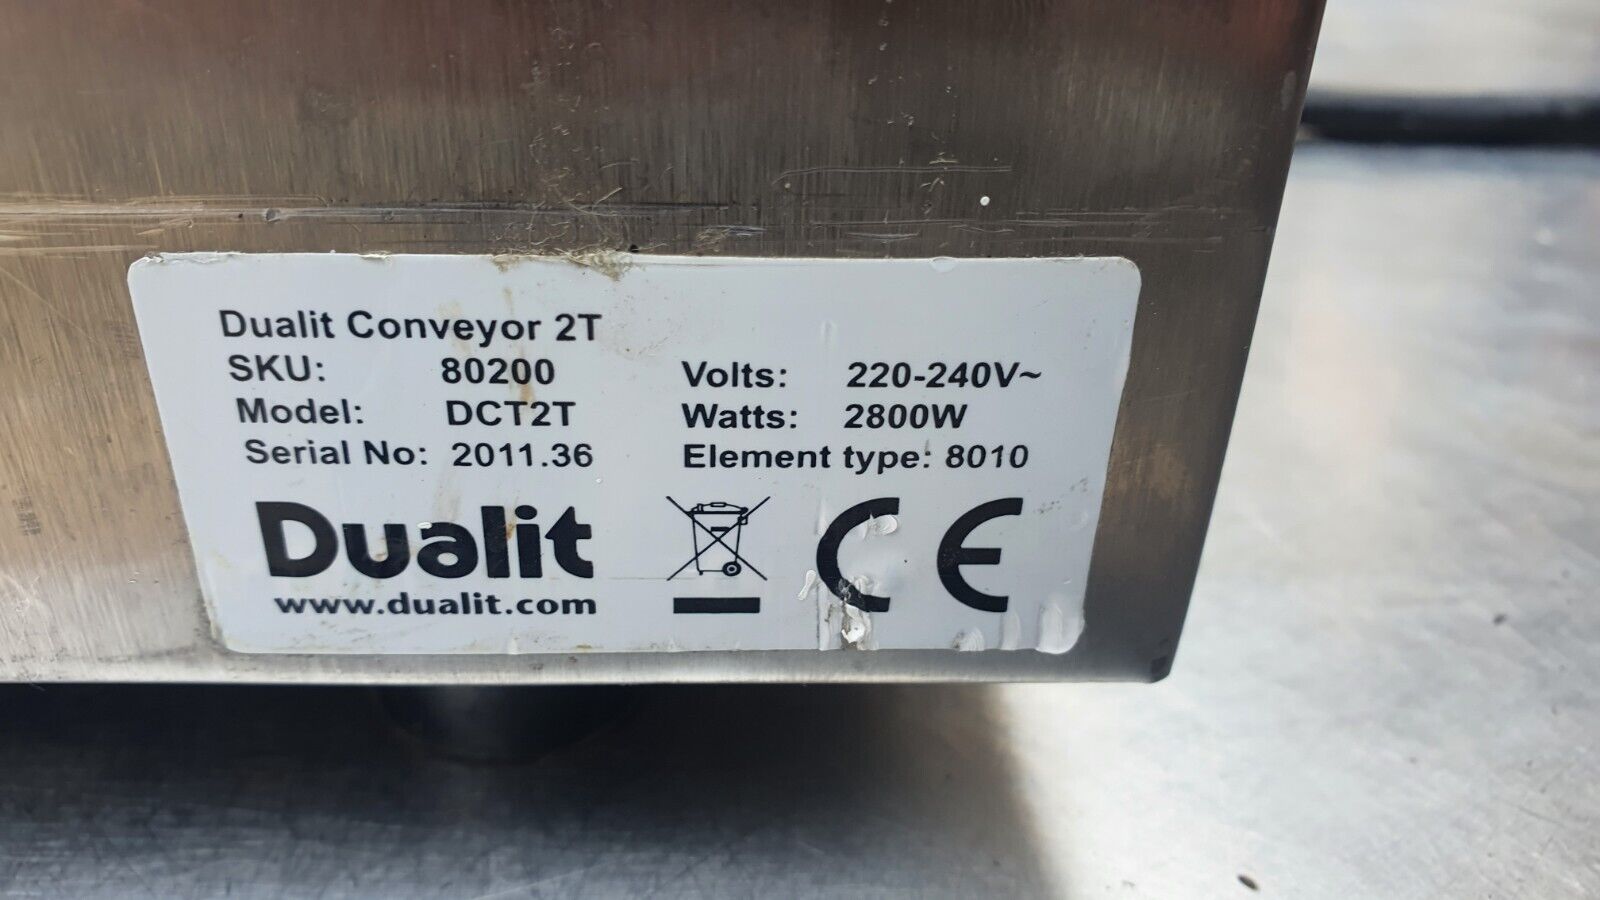 Dualit Conveyor 2T
SKU: 80200
Model: DCT2T
Serial No: 2011.36
Volts: 220-240V~
Watts: 2800W
Element type: 8010
Dualit
www.dualit.com
CE